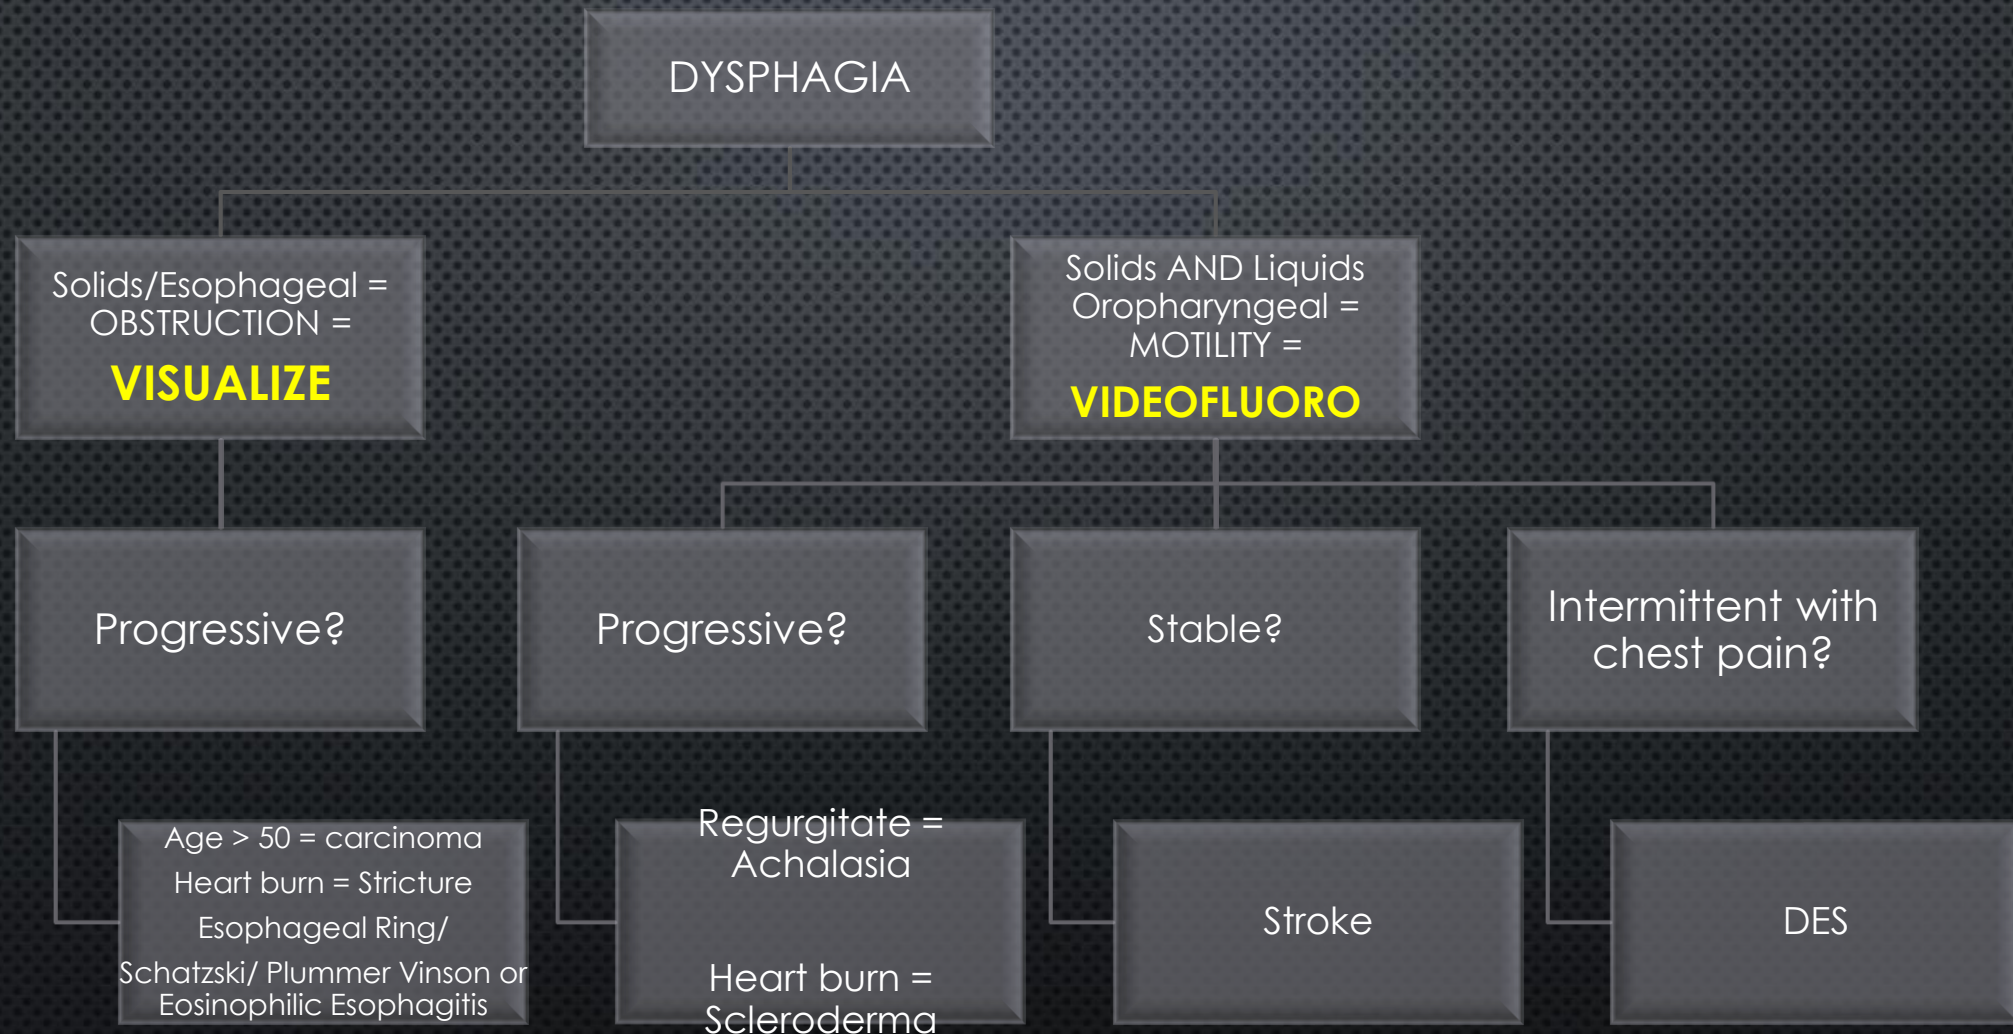 DYSPHAGIA
Solids/Esophageal =
OBSTRUCTION =
VISUALIZE
Solids AND Liquids
Oropharyngeal =
MOTILITY =
VIDEOFLUORO
Progressive?
Progressive?
Stable?
Intermittent with
chest pain?
Age > 50 = carcinoma
Heart burn = Stricture
Esophageal Ring/
Schatzski/ Plummer Vinson or
Eosinophilic Esophagitis
Regurgitate =
Achalasia
Heart burn =
Scleroderma
Stroke
DES